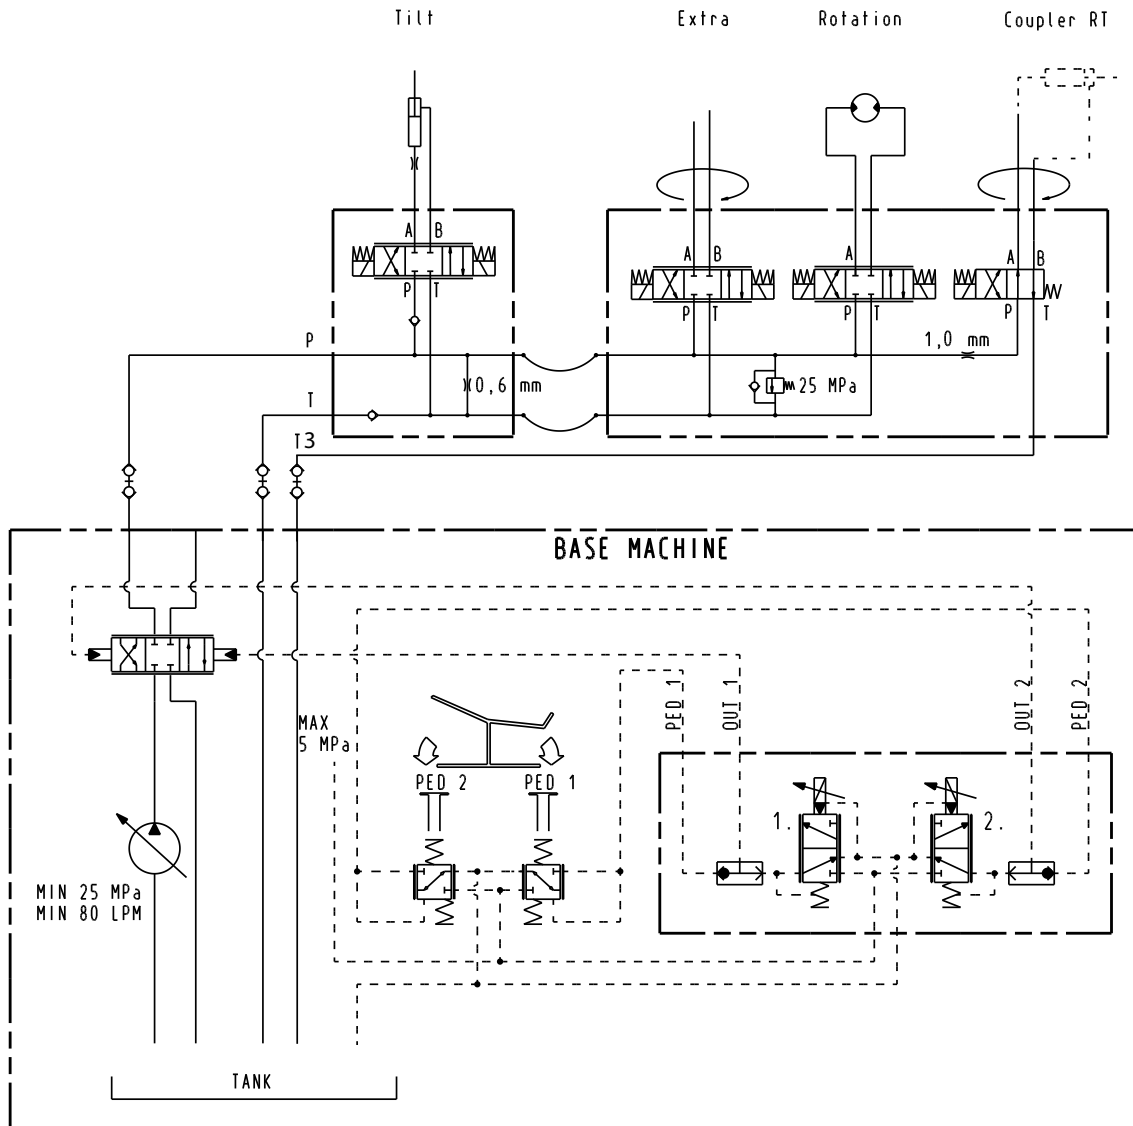 Tilt
Extra
Rotation
Coupler RT
A B
A B
A
A B
P T
P T
P T
P T
P
1,0 mm
0,6 mm
25 MPa
T
T3
BASE MACHINE
PED 1
OUT 1
OUT 2
PED 2
MAX
5 MPa
PED 2
PED 1
1.
2.
MIN 25 MPa
MIN 80 LPM
TANK